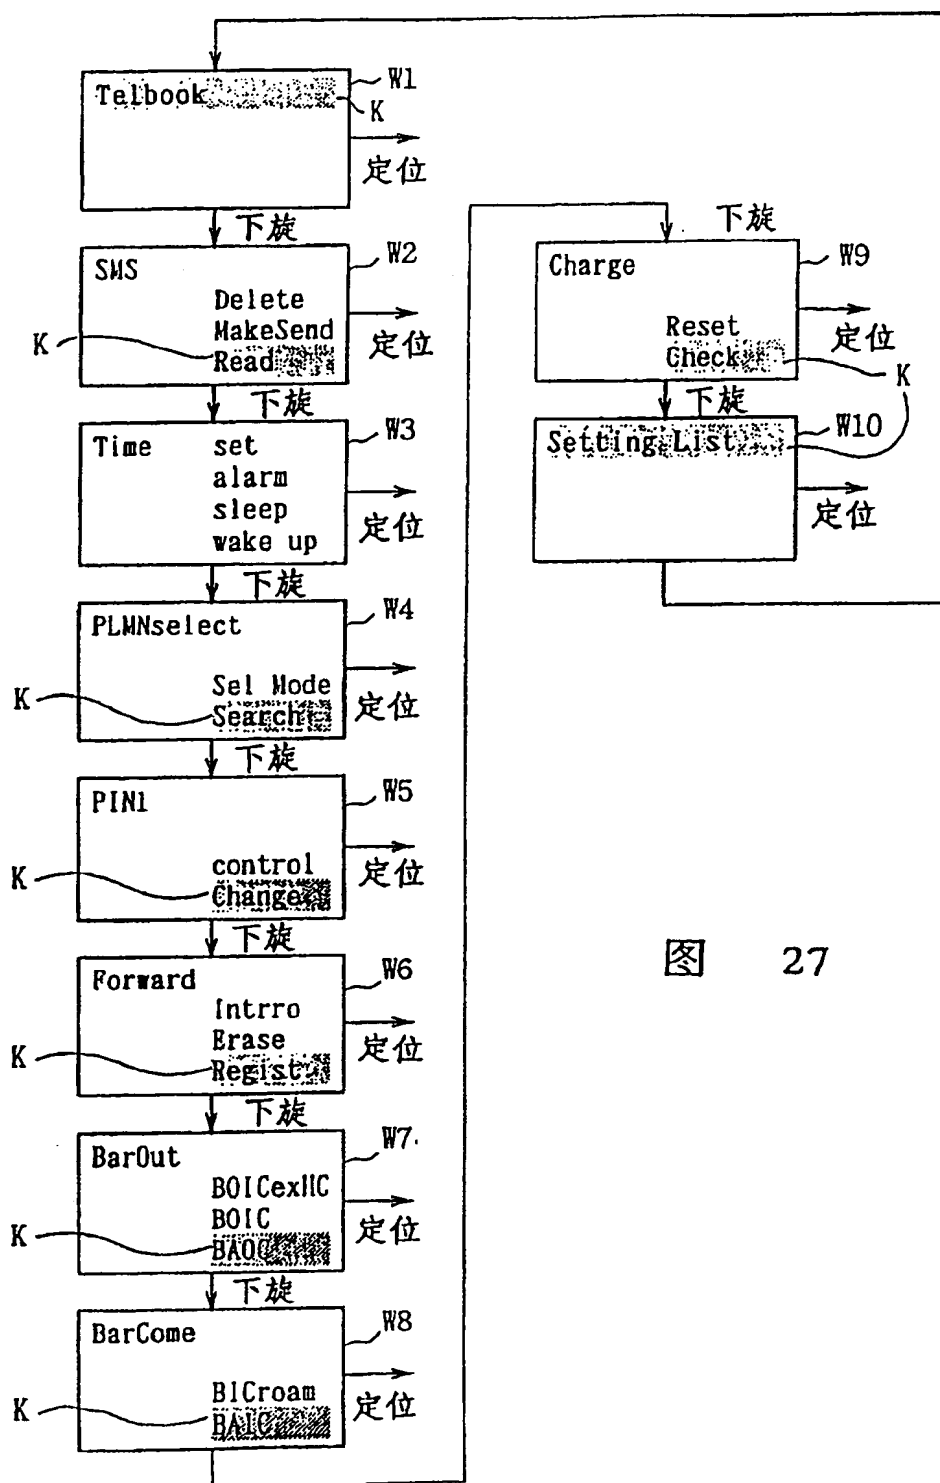 Telbook
W1
K
定位
下旋
SMS
W2
Delete
MakeSend
K
Read
定位
下旋
Time
W3
set
alarm
sleep
wake up
定位
下旋
PLMNselect
W4
Sel Mode
K
Search
定位
下旋
PIN1
W5
control
K
Change
定位
下旋
Forward
W6
Intrro
Erase
K
Regist
定位
下旋
BarOut
W7
BOICexHC
BOIC
K
BAOC
定位
下旋
BarCome
W8
BICroam
K
BAIC
定位
下旋
Charge
W9
Reset
Check
定位
K
下旋
Setting List
W10
定位
图 27